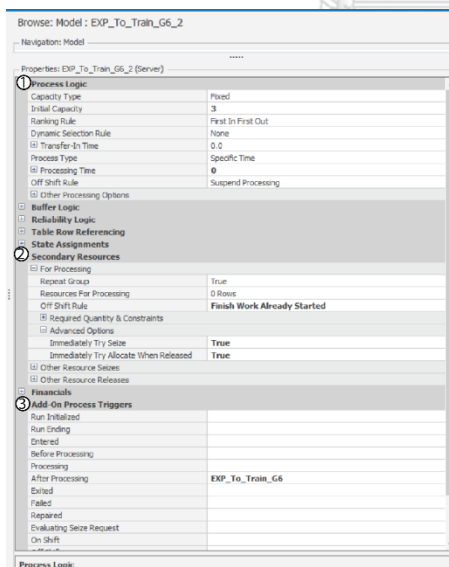 Browse: Model : EXP_To_Train_G6_2
Navigation: Model
Properties: EXP_To_Train_G6_2 (Server)
① Process Logic
Capacity Type Fixed
Initial Capacity 3
Ranking Rule First In First Out
Dynamic Selection Rule None
Transfer-In Time 0.0
Process Type Specific Time
Processing Time 0
Off Shift Rule Suspend Processing
Other Processing Options
Buffer Logic
Reliability Logic
Table Row Referencing
State Assignments
② Secondary Resources
For Processing
Repeat Group True
Resources For Processing 0 Rows
Off Shift Rule Finish Work Already Started
Required Quantity & Constraints
Advanced Options
Immediately Try Seize True
Immediately Try Allocate When Released True
Other Resource Seizes
Other Resource Releases
Financials
③ Add-On Process Triggers
Run Initialized
Run Ending
Entered
Before Processing
Processing
After Processing EXP_To_Train_G6
Exited
Failed
Repaired
Evaluating Seize Request
On Shift
Process Logic